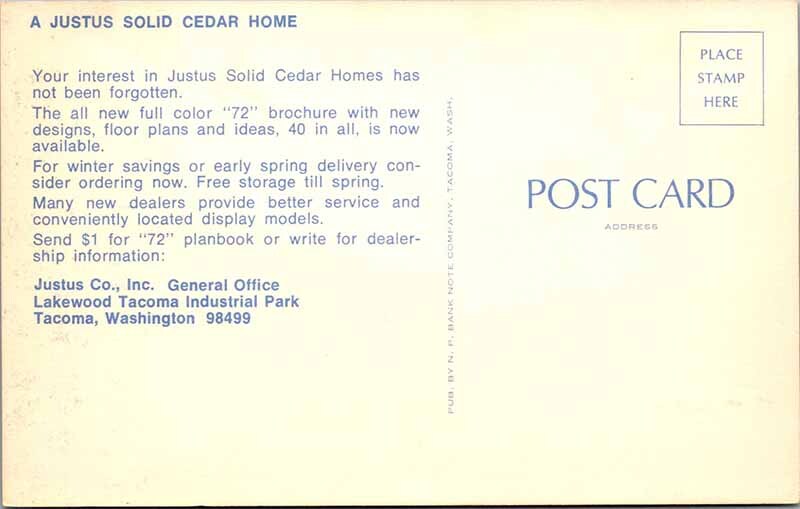 A JUSTUS SOLID CEDAR HOME
Your interest in Justus Solid Cedar Homes has
not been forgotten.
The all new full color "72" brochure with new
designs, floor plans and ideas, 40 in all, is now
available.
For winter savings or early spring delivery con-
sider ordering now. Free storage till spring.
Many new dealers provide better service and
conveniently located display models.
Send $1 for "72" planbook or write for dealer-
ship information:
Justus Co., Inc. General Office
Lakewood Tacoma Industrial Park
Tacoma, Washington 98499
PUB. BY N. P. BANK NOTE COMPANY, TACOMA, WASH.
PLACE
STAMP
HERE
POST CARD
ADDRESS